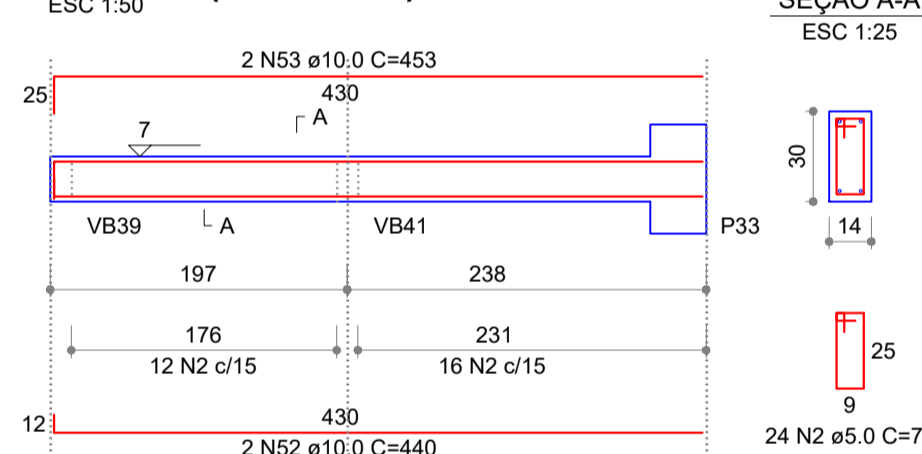 ESC 1:50
SEÇÃO A-A
ESC 1:25
2 N53 ø10.0 C=453
25
430
A
7
30
VB39
A
VB41
P33
14
197
238
176
231
12 N2 c/15
16 N2 c/15
25
9
12
430
24 N2 ø5.0 C=7
2 N52 ø10.0 C=440